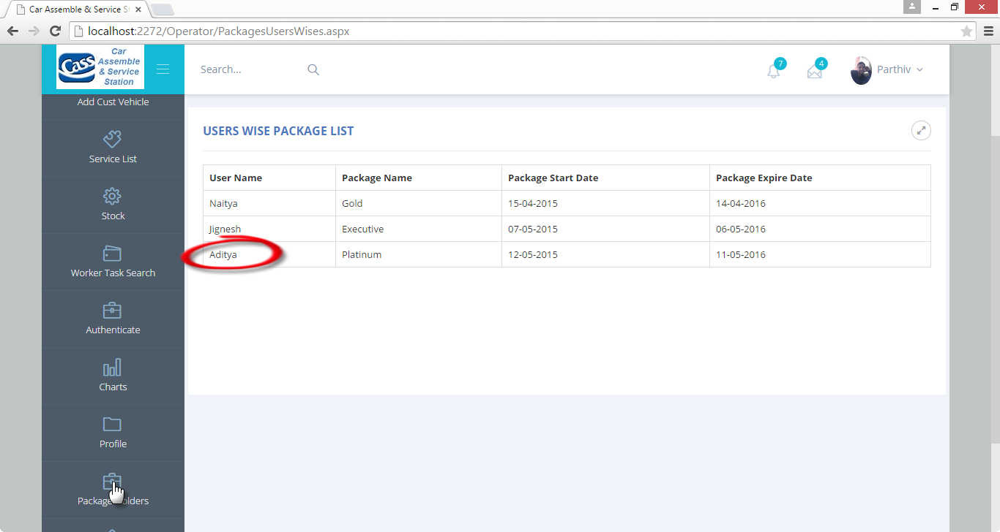 Car Assemble & Service St
localhost:2272/Operator/PackagesUsersWises.aspx
Cass
Car
Assemble
& Service
Station
Search...
7
4
Parthiv
Add Cust Vehicle
Service List
Stock
Worker Task Search
Authenticate
Charts
Profile
Package olders
USERS WISE PACKAGE LIST
User Name Package Name Package Start Date Package Expire Date
Naitya Gold 15-04-2015 14-04-2016
Jignesh Executive 07-05-2015 06-05-2016
Aditya Platinum 12-05-2015 11-05-2016